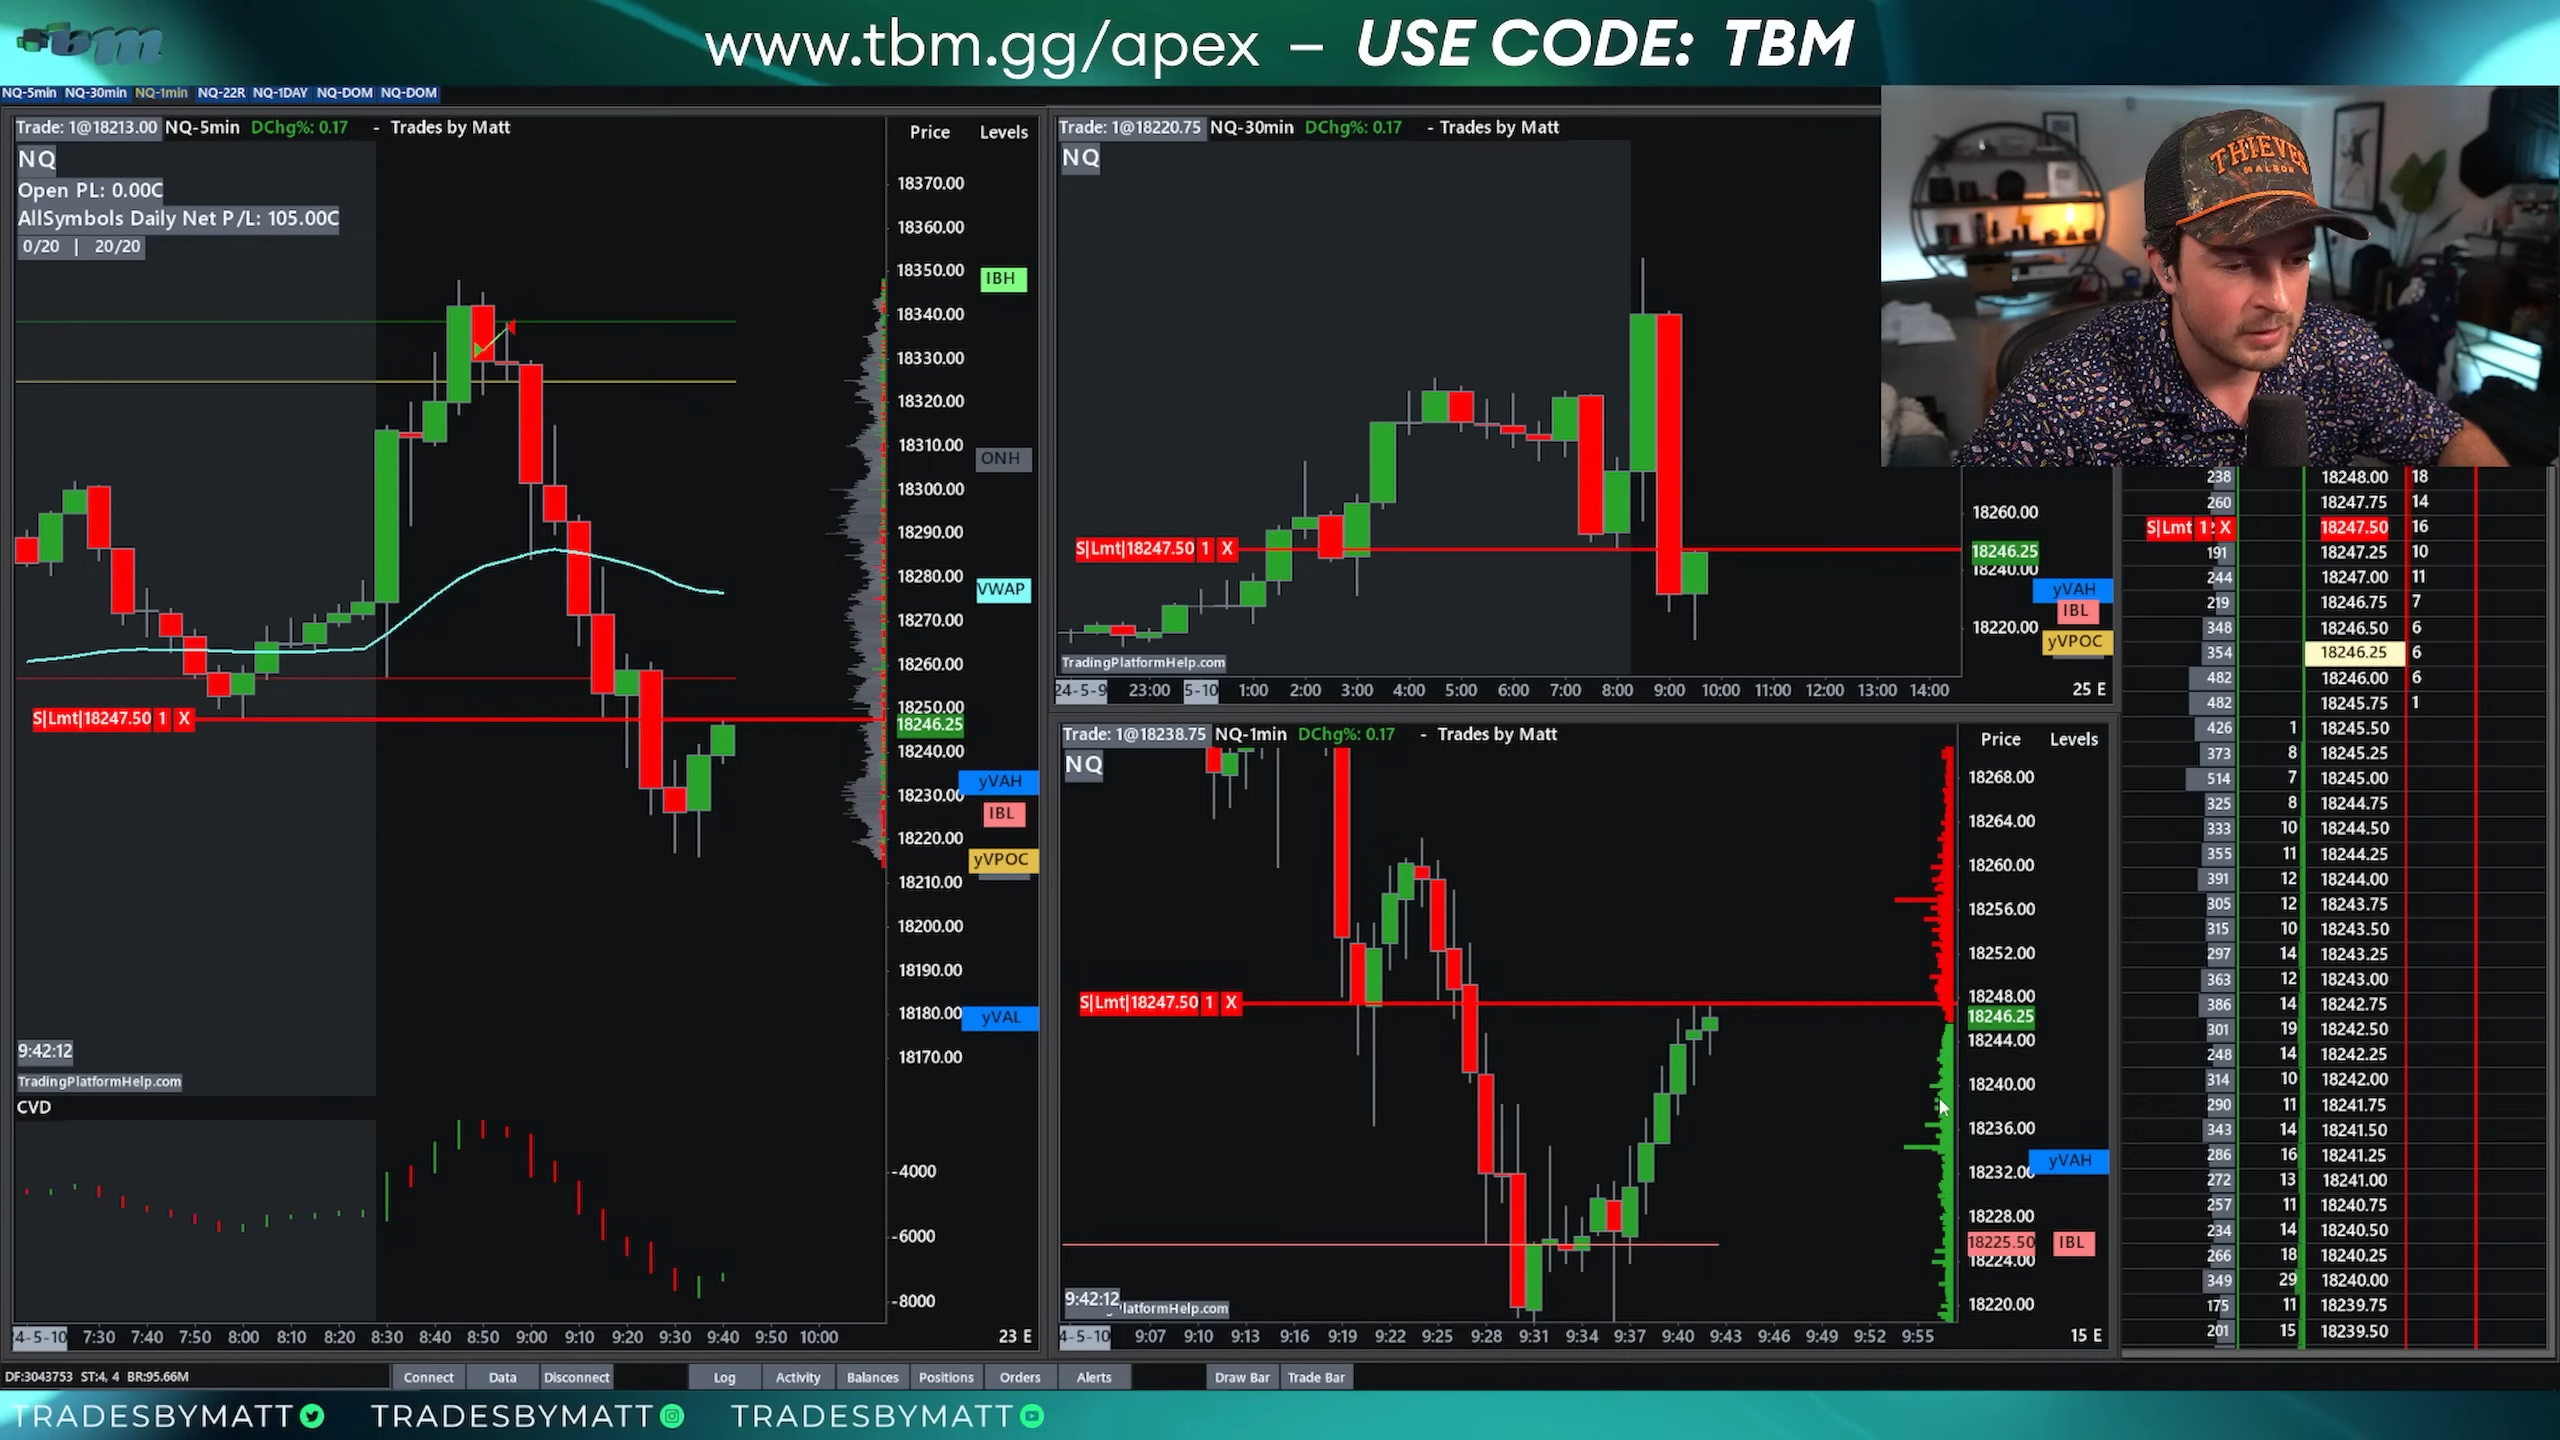 tbm
www.tbm.gg/apex – USE CODE: TBM
NQ-5min NQ-30min NQ-1min NQ-22R NQ-1DAY NQ-DOM NQ-DOM
Trade: 1@18213.00 NQ-5min DChg%: 0.17 - Trades by Matt
Price Levels
NQ
Open PL: 0.00C
AllSymbols Daily Net P/L: 105.00C
0/20 | 20/20
18370.00
18360.00
18350.00
IBH
18340.00
18330.00
18320.00
18310.00
ONH
18300.00
18290.00
18280.00
VWAP
18270.00
18260.00
18250.00
S|Lmt|18247.50 1 X
18246.25
18240.00
yVAH
18230.00
IBL
18220.00
yVPOC
18210.00
18200.00
18190.00
18180.00
yVAL
18170.00
9:42:12
TradingPlatformHelp.com
CVD
-4000
-6000
-8000
4-5-10 7:30 7:40 7:50 8:00 8:10 8:20 8:30 8:40 8:50 9:00 9:10 9:20 9:30 9:40 9:50 10:00 23 E
Trade: 1@18220.75 NQ-30min DChg%: 0.17 - Trades by Matt
NQ
THIEVES
18260.00
S|Lmt|18247.50 1 X
18246.25
18240.00
yVAH
IBL
18220.00
yVPOC
TradingPlatformHelp.com
24-5-9 23:00 5-10 1:00 2:00 3:00 4:00 5:00 6:00 7:00 8:00 9:00 10:00 11:00 12:00 13:00 14:00 25 E
Trade: 1@18238.75 NQ-1min DChg%: 0.17 - Trades by Matt
Price Levels
NQ
18268.00
18264.00
18260.00
18256.00
18252.00
18248.00
S|Lmt|18247.50 1 X
18246.25
18244.00
18240.00
18236.00
18232.00
yVAH
18228.00
18225.50 IBL
18224.00
18220.00
9:42:12
latformHelp.com
4-5-10 9:07 9:10 9:13 9:16 9:19 9:22 9:25 9:28 9:31 9:34 9:37 9:40 9:43 9:46 9:49 9:52 9:55 15 E
238 18248.00 18
260 18247.75 14
S|Lmt X 18247.50 16
191 18247.25 10
244 18247.00 11
219 18246.75 7
348 18246.50 6
354 18246.25 6
482 18246.00 6
482 18245.75 1
426 1 18245.50
373 8 18245.25
514 7 18245.00
325 8 18244.75
333 10 18244.50
355 11 18244.25
391 12 18244.00
305 12 18243.75
315 10 18243.50
297 14 18243.25
363 12 18243.00
386 14 18242.75
301 19 18242.50
248 14 18242.25
314 10 18242.00
290 11 18241.75
343 14 18241.50
286 16 18241.25
272 13 18241.00
257 11 18240.75
234 14 18240.50
266 18 18240.25
349 29 18240.00
175 11 18239.75
201 15 18239.50
DF:3043753 ST:4, 4 BR:95.66M
Connect Data Disconnect Log Activity Balances Positions Orders Alerts Draw Bar Trade Bar
TRADESBYMATT TRADESBYMATT TRADESBYMATT